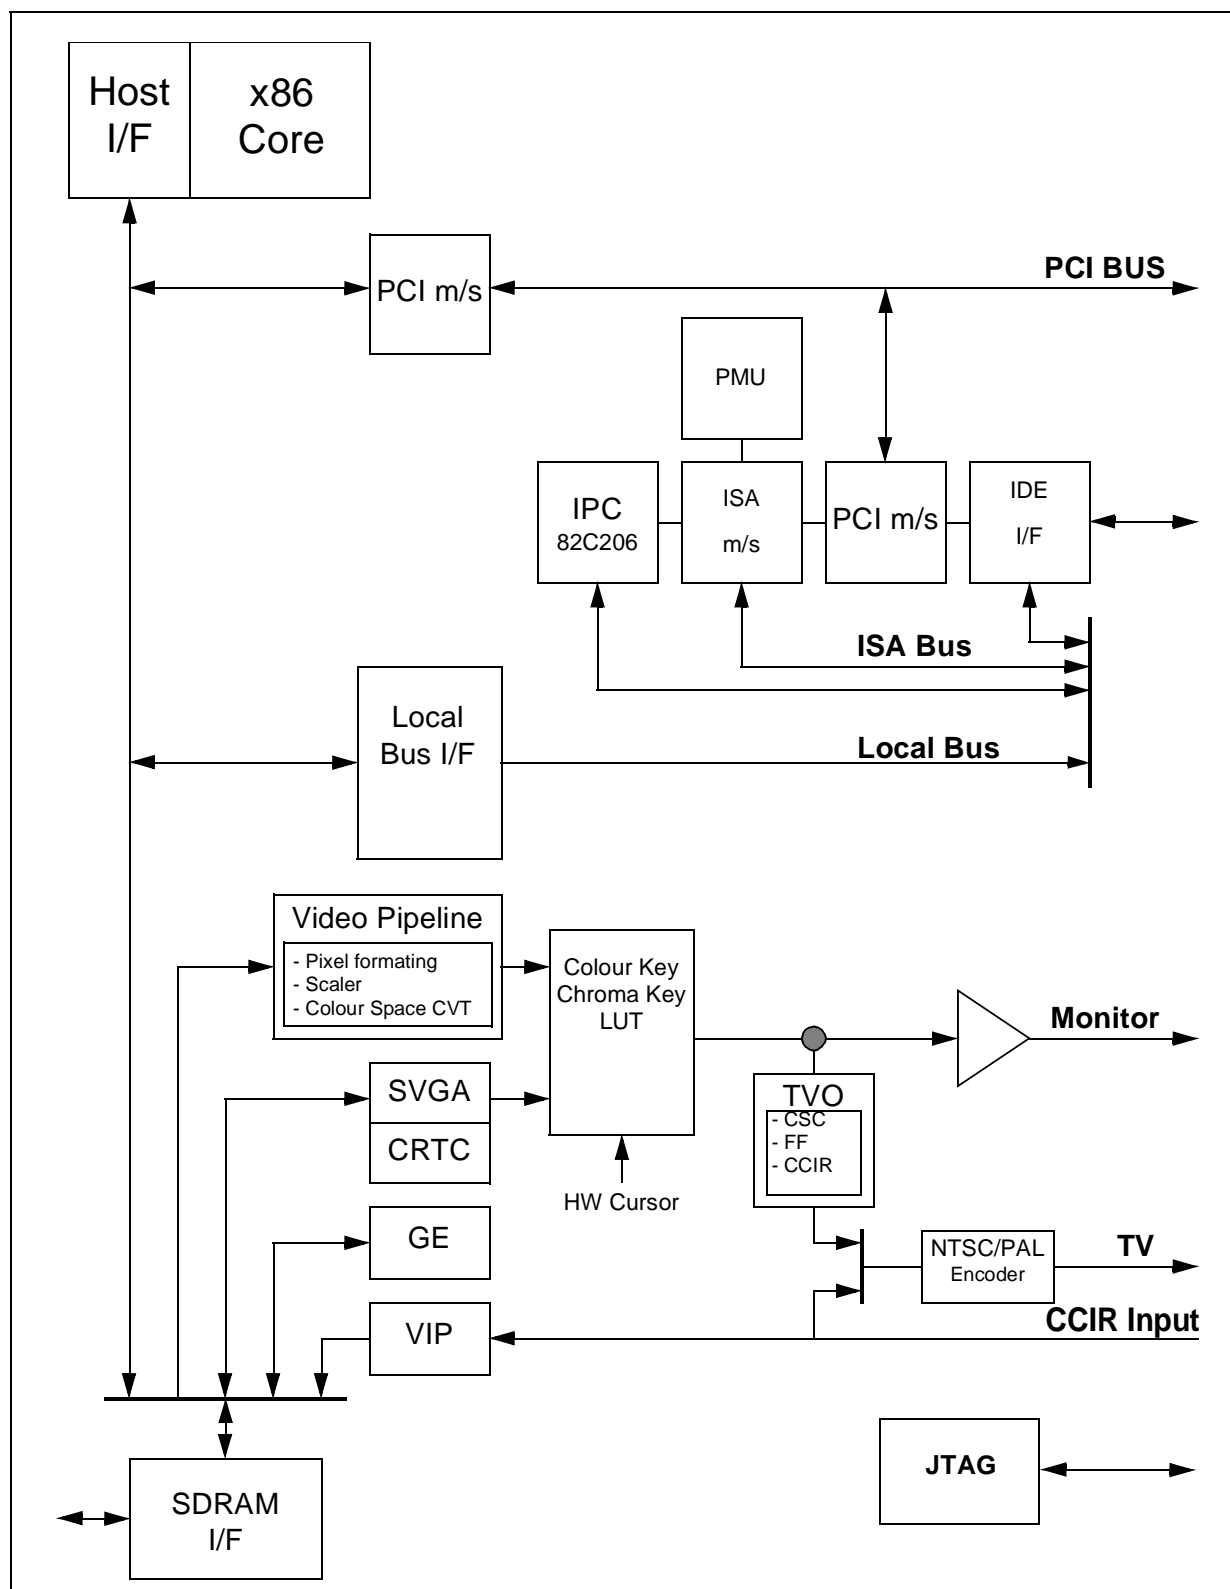 Host
I/F
x86
Core
PCI m/s
PCI BUS
PMU
IPC
82C206
ISA
m/s
PCI m/s
IDE
I/F
ISA Bus
Local
Bus I/F
Local Bus
Video Pipeline
- Pixel formating
- Scaler
- Colour Space CVT
Colour Key
Chroma Key
LUT
Monitor
SVGA
CRTC
TVO
- CSC
- FF
- CCIR
HW Cursor
GE
NTSC/PAL
Encoder
TV
VIP
CCIR Input
JTAG
SDRAM
I/F